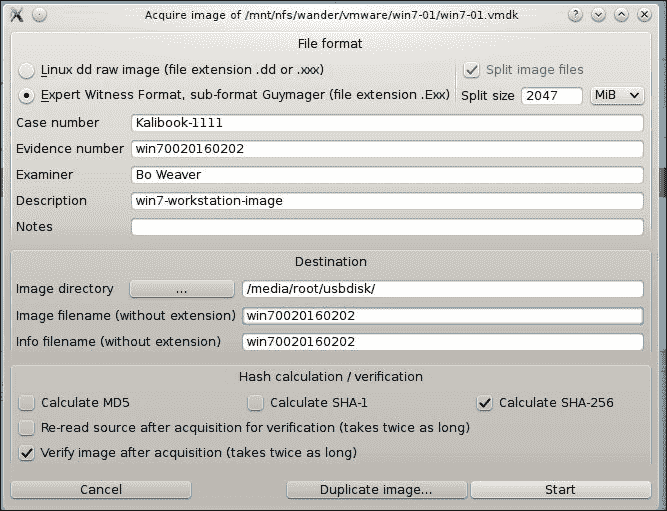 Acquire image of /mnt/nfs/wander/vmware/win7-01/win7-01.vmdk
File format
Linux dd raw image (file extension .dd or .xxx)
Split image files
Expert Witness Format, sub-format Guymager (file extension .Exx)
Split size 2047 MiB
Case number Kalibook-1111
Evidence number win70020160202
Examiner Bo Weaver
Description win7-workstation-image
Notes
Destination
Image directory ... /media/root/usbdisk/
Image filename (without extension) win70020160202
Info filename (without extension) win70020160202
Hash calculation / verification
Calculate MD5 Calculate SHA-1 Calculate SHA-256
Re-read source after acquisition for verification (takes twice as long)
Verify image after acquisition (takes twice as long)
Cancel Duplicate image... Start